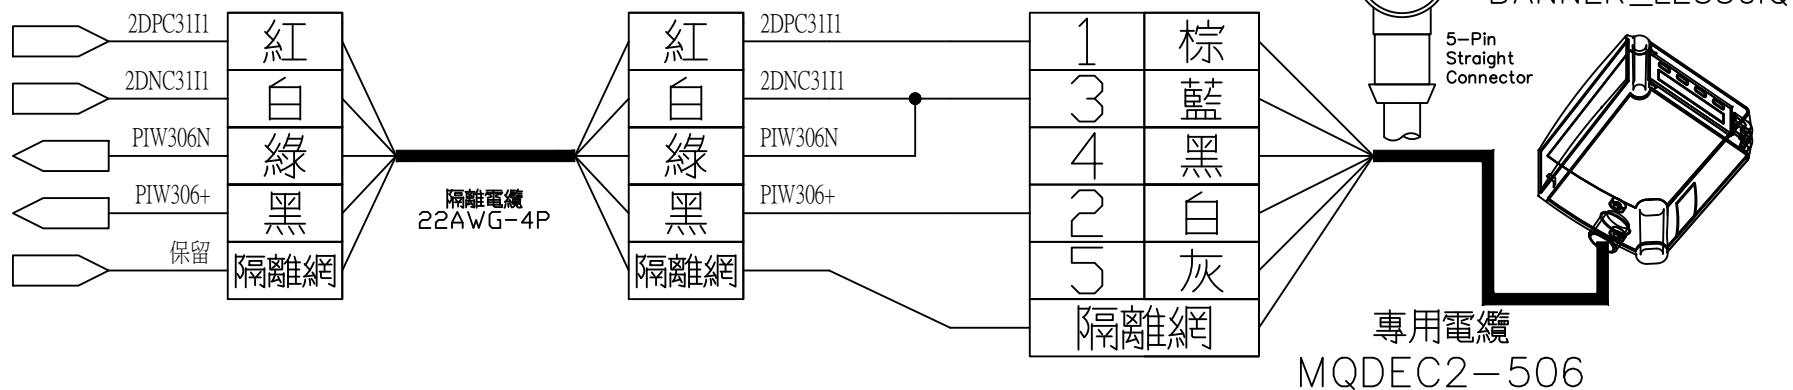 2DPC31I1 紅 紅 2DPC31I1 1 棕
2DNC31I1 白 白 2DNC31I1 3 藍
PIW306N 綠 綠 PIW306N 4 黑
PIW306+ 黑 黑 PIW306+ 2 白
保留 隔離網 隔離網 5 灰
隔離網
隔離電纜
22AWG-4P
5-Pin
Straight
Connector
專用電纜
MQDEC2-506